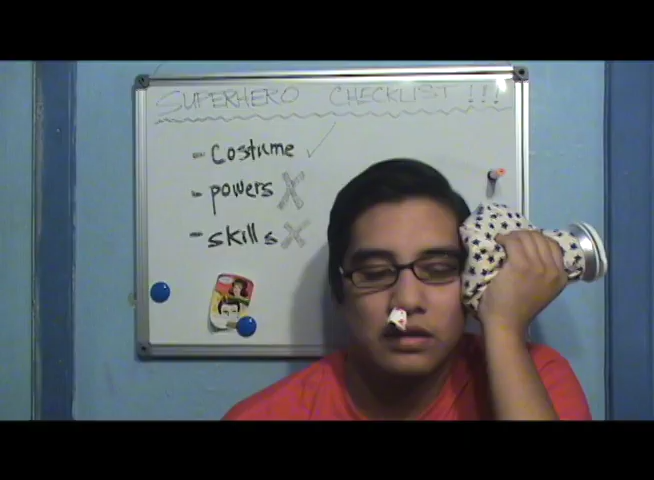 SUPERHERO CHECKLIST!!!
- Costume ✓
- powers X
- skills X